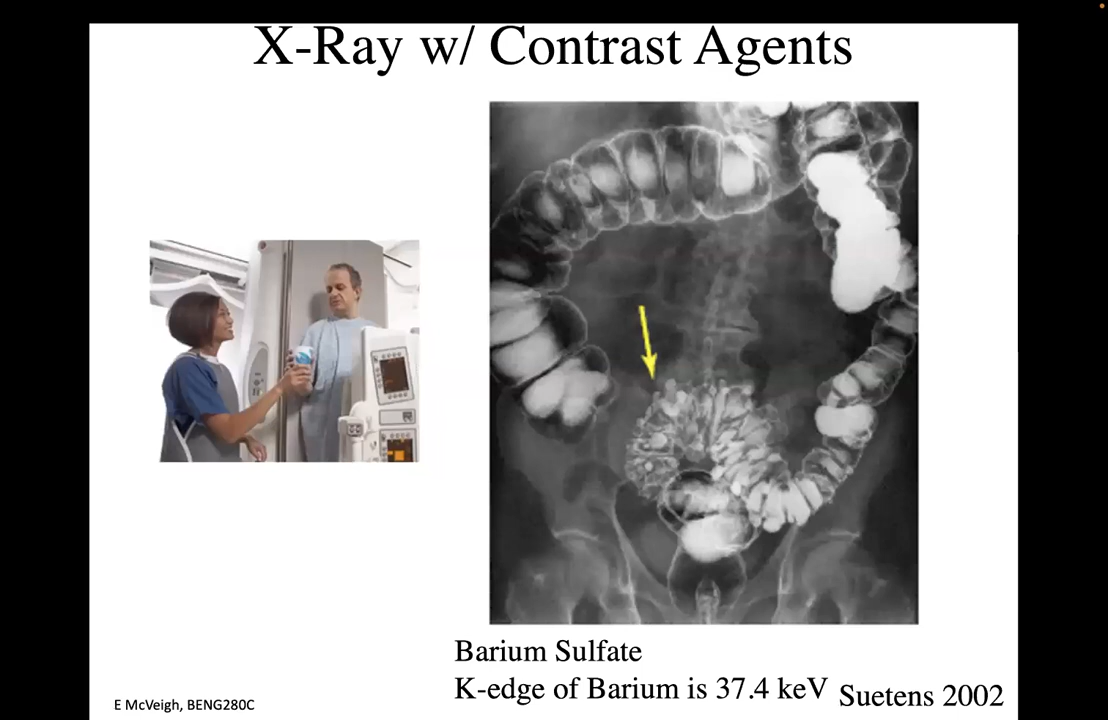 X-Ray w/ Contrast Agents
Barium Sulfate
K-edge of Barium is 37.4 keV
Suetens 2002
E McVeigh, BENG280C